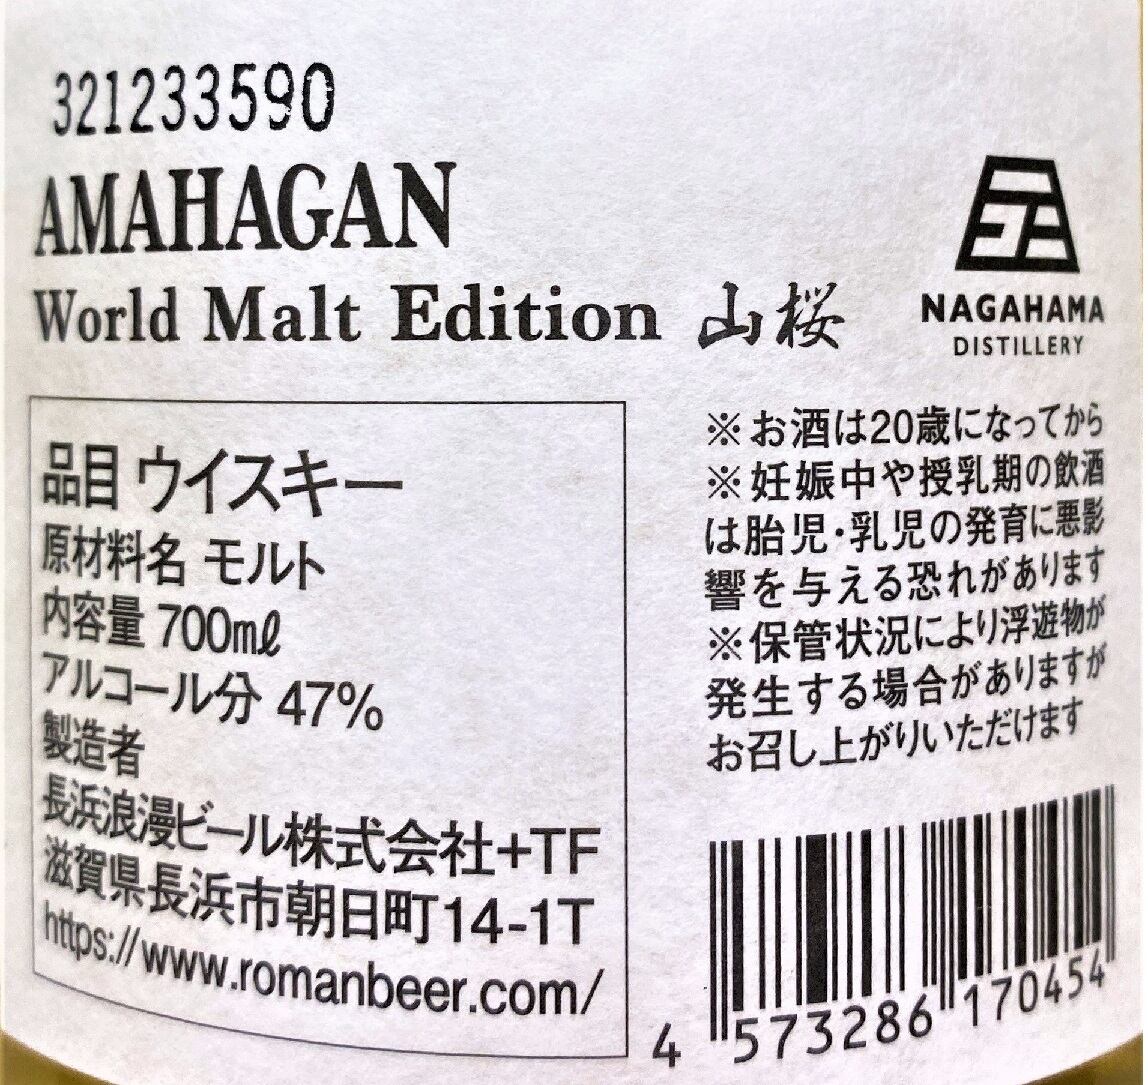 321233590
AMAHAGAN
World Malt Edition 山桜
NAGAHAMA
DISTILLERY
品目 ウイスキー
原材料名 モルト
内容量 700mℓ
アルコール分 47%
製造者
長浜浪漫ビール株式会社+TF
滋賀県長浜市朝日町14-1T
https://www.romanbeer.com/
※お酒は20歳になってから
※妊娠中や授乳期の飲酒
は胎児・乳児の発育に悪影
響を与える恐れがあります
※保管状況により浮遊物が
発生する場合がありますが
お召し上がりいただけます
4 573286 170454